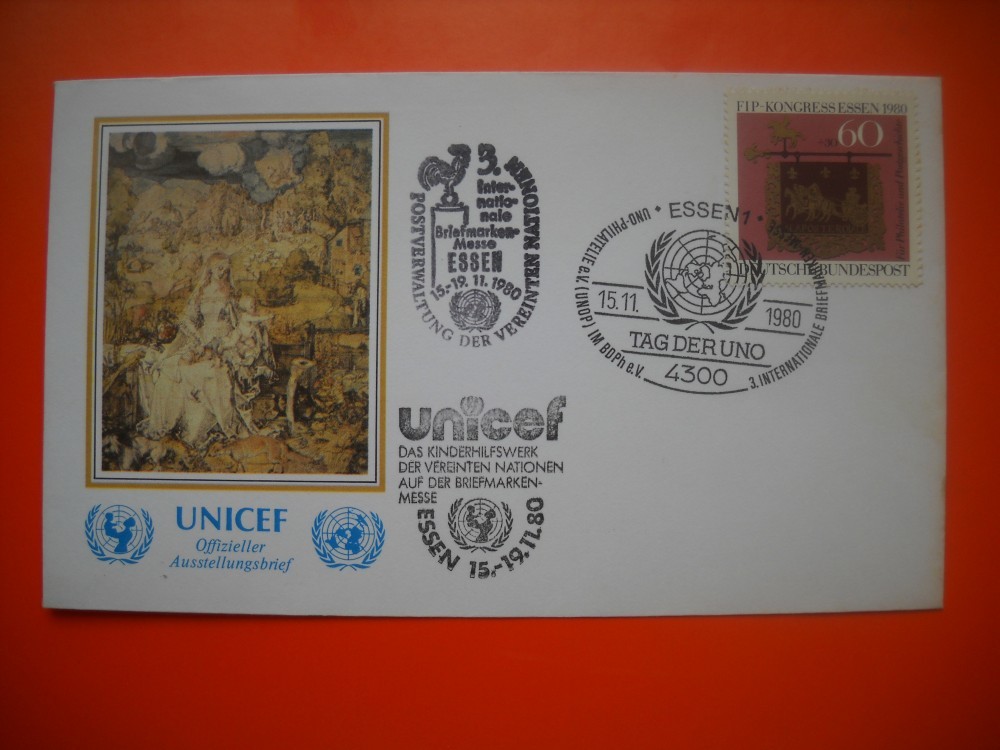 UNICEF
Offizieller
Ausstellungsbrief
POSTVERWALTUNG DER VEREINTEN NATIONEN
3.
Inter-
natio-
nale
Briefmarken-
Messe
ESSEN
15.-19. 11. 1980
unicef
DAS KINDERHILFSWERK
DER VEREINTEN NATIONEN
AUF DER BRIEFMARKEN-
MESSE
ESSEN 15.-19.11.80
FIP-KONGRESS ESSEN 1980
60
DEUTSCHE BUNDESPOST
UNO-PHILATELIE e.V. (UNOP) IM BDPh e.V.
ESSEN 1
15.11.
1980
TAG DER UNO
4300
3. INTERNATIONALE